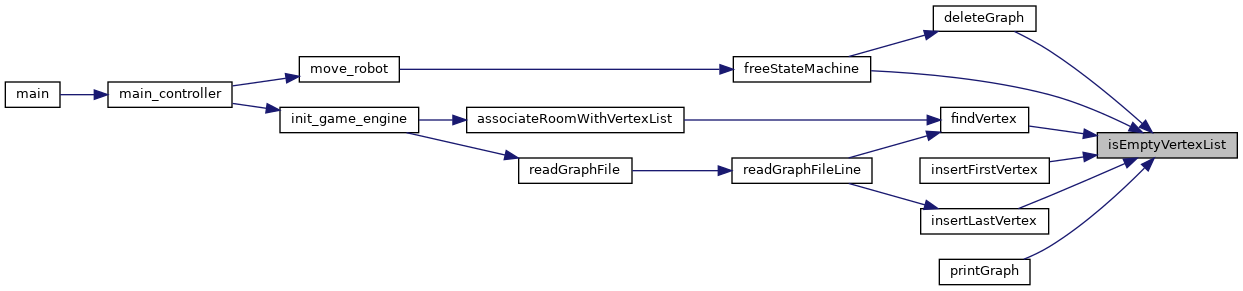 deleteGraph
move_robot
freeStateMachine
main
main_controller
init_game_engine
associateRoomWithVertexList
findVertex
isEmptyVertexList
readGraphFile
readGraphFileLine
insertFirstVertex
insertLastVertex
printGraph